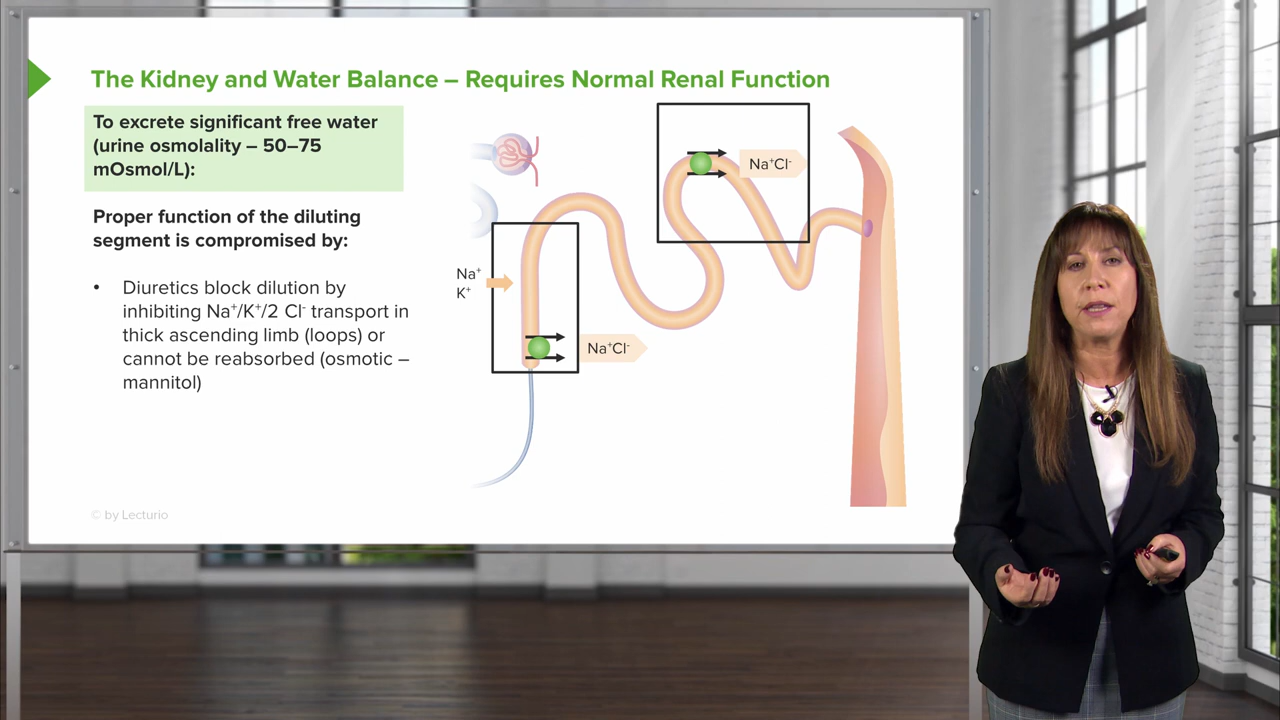 The Kidney and Water Balance – Requires Normal Renal Function
To excrete significant free water
(urine osmolality – 50–75
mOsmol/L):
Proper function of the diluting
segment is compromised by:
• Diuretics block dilution by
inhibiting Na⁺/K⁺/2 Cl⁻ transport in
thick ascending limb (loops) or
cannot be reabsorbed (osmotic –
mannitol)
Na⁺Cl⁻
Na⁺
K⁺
Na⁺Cl⁻
© by Lecturio